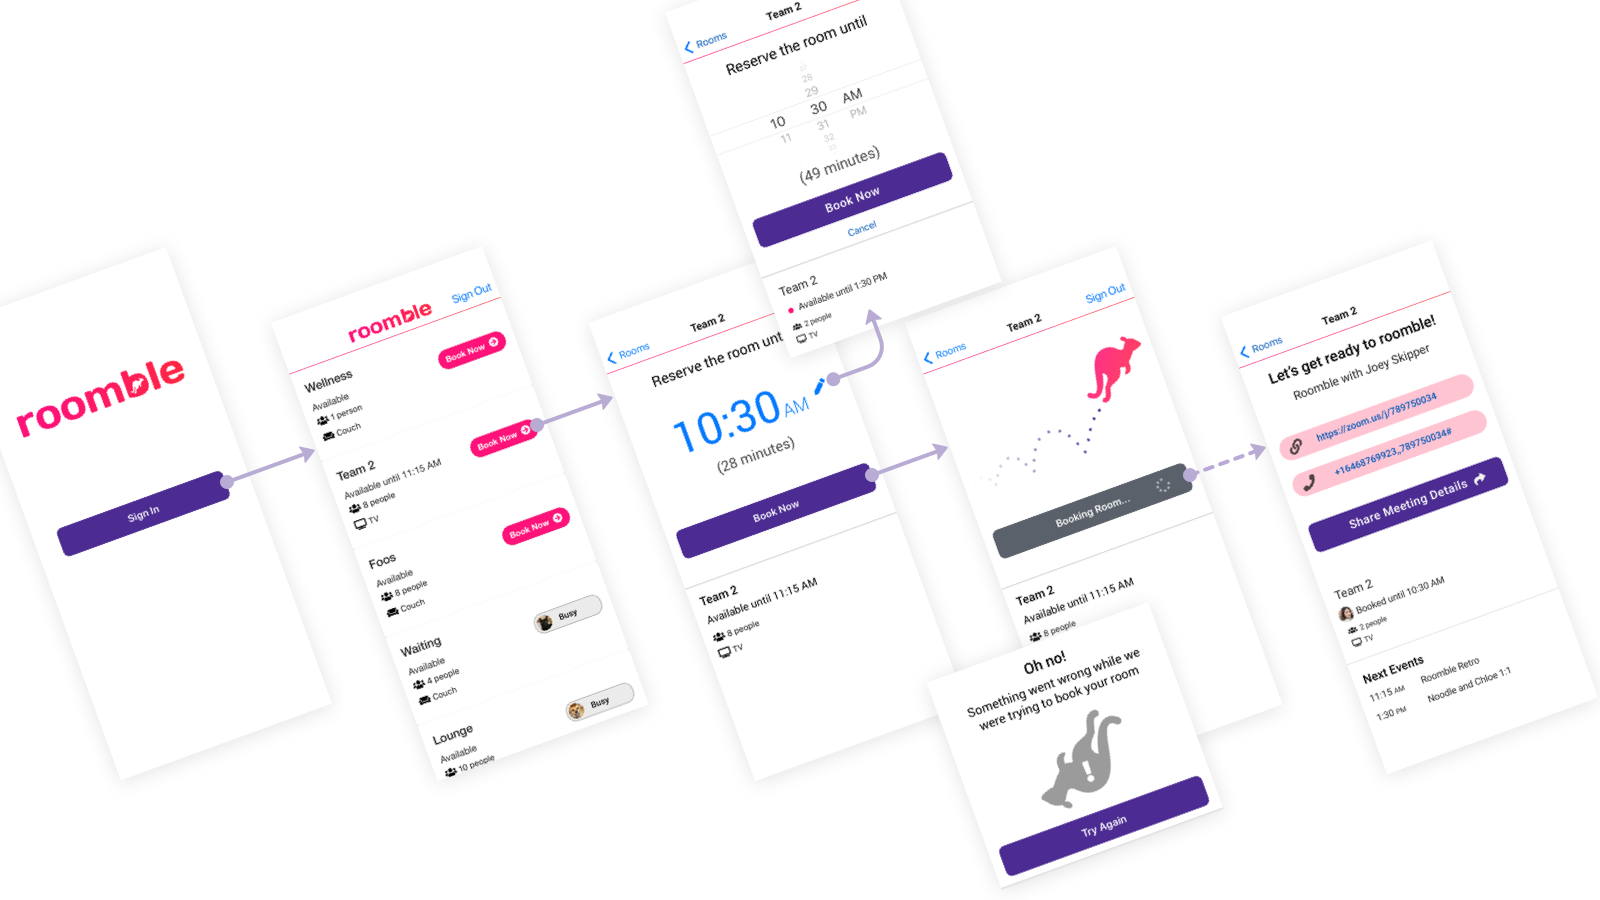 roomble
Sign In
roomble
Sign Out
Wellness
Book Now
Available
1 person
Couch
Team 2
Book Now
Available until 11:15 AM
8 people
TV
Foos
Book Now
Available
8 people
Couch
Waiting
Busy
Available
4 people
Couch
Lounge
Busy
Available
10 people
Team 2
Rooms
Reserve the room unt
10:30 AM
(28 minutes)
Book Now
Team 2
Available until 11:15 AM
8 people
TV
Team 2
Rooms
Reserve the room until
28
29
10 30 AM
11 31 PM
32
33
(49 minutes)
Book Now
Cancel
Team 2
Available until 1:30 PM
2 people
TV
Sign Out
Team 2
Rooms
Booking Room...
Team 2
Available until 11:15 AM
8 people
Oh no!
Something went wrong while we
were trying to book your room
!
Try Again
Team 2
Rooms
Let's get ready to roomble!
Roomble with Joey Skipper
https://zoom.us/j/789750034
+16468769923,,789750034#
Share Meeting Details
Team 2
Booked until 10:30 AM
2 people
TV
Next Events
11:15 AM Roomble Retro
1:30 PM Noodle and Chloe 1:1